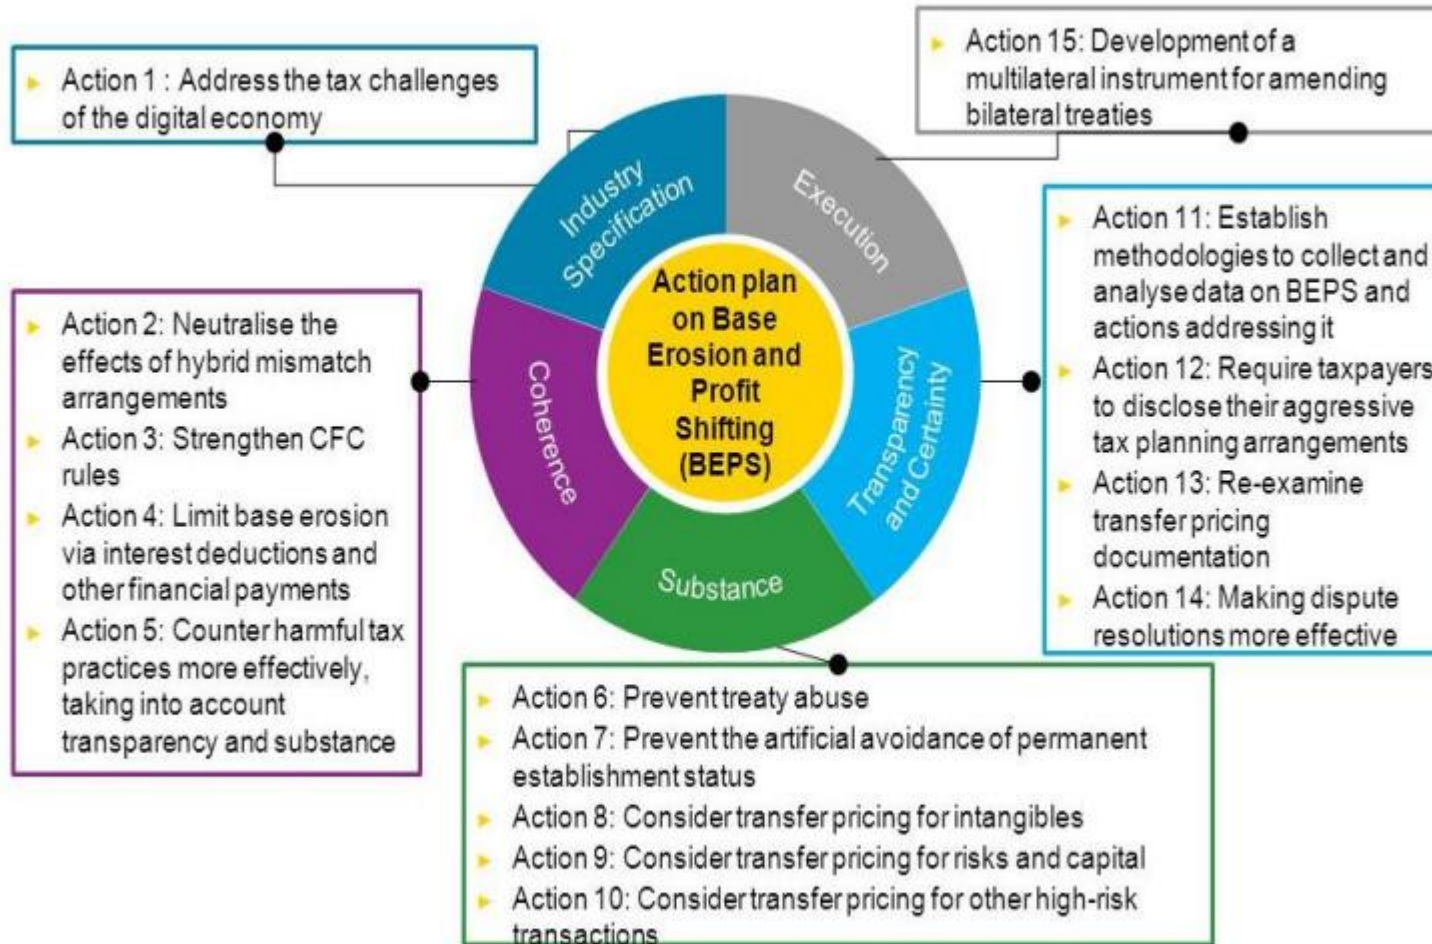 Action 1 : Address the tax challenges
of the digital economy
Action 15: Development of a
multilateral instrument for amending
bilateral treaties
Industry
Specification
Execution
Action plan
on Base
Erosion and
Profit
Shifting
(BEPS)
Coherence
Transparency
and Certainty
Substance
Action 2: Neutralise the
effects of hybrid mismatch
arrangements
Action 3: Strengthen CFC
rules
Action 4: Limit base erosion
via interest deductions and
other financial payments
Action 5: Counter harmful tax
practices more effectively,
taking into account
transparency and substance
Action 11: Establish
methodologies to collect and
analyse data on BEPS and
actions addressing it
Action 12: Require taxpayers
to disclose their aggressive
tax planning arrangements
Action 13: Re-examine
transfer pricing
documentation
Action 14: Making dispute
resolutions more effective
Action 6: Prevent treaty abuse
Action 7: Prevent the artificial avoidance of permanent
establishment status
Action 8: Consider transfer pricing for intangibles
Action 9: Consider transfer pricing for risks and capital
Action 10: Consider transfer pricing for other high-risk
transactions